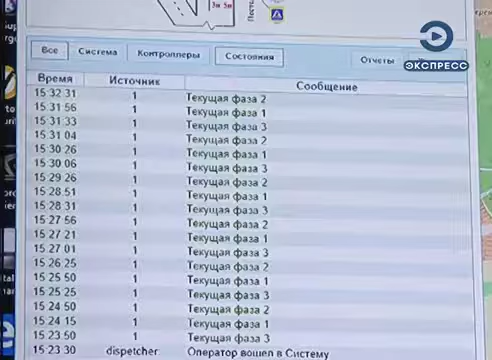 3м 5м
ЭКСПРЕСС
Все Система Контроллеры Состояния Отчеты
Время Источник Сообщение
15 32 31 1 Текущая фаза 2
15 31 56 1 Текущая фаза 1
15 31 33 1 Текущая фаза 3
15 31 04 1 Текущая фаза 2
15 30 26 1 Текущая фаза 1
15 30 06 1 Текущая фаза 3
15 29 26 1 Текущая фаза 2
15 28 51 1 Текущая фаза 1
15 28 31 1 Текущая фаза 3
15 27 56 1 Текущая фаза 2
15 27 21 1 Текущая фаза 1
15 27 01 1 Текущая фаза 3
15 26 25 1 Текущая фаза 2
15 25 50 1 Текущая фаза 1
15 25 25 1 Текущая фаза 3
15 24 50 1 Текущая фаза 2
15 24 15 1 Текущая фаза 1
15 23 50 1 Текущая фаза 3
15 23 30 dispetcher Оператор вошел в Систему